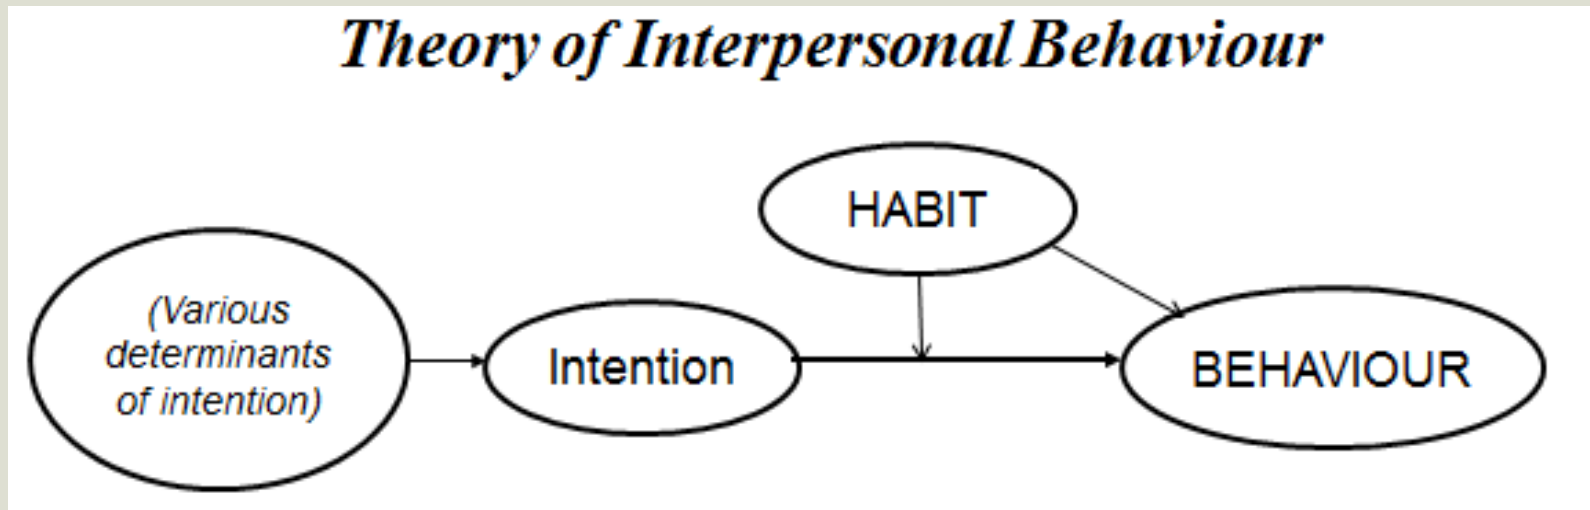 Theory of Interpersonal Behaviour
HABIT
(Various
determinants
of intention)
Intention
BEHAVIOUR